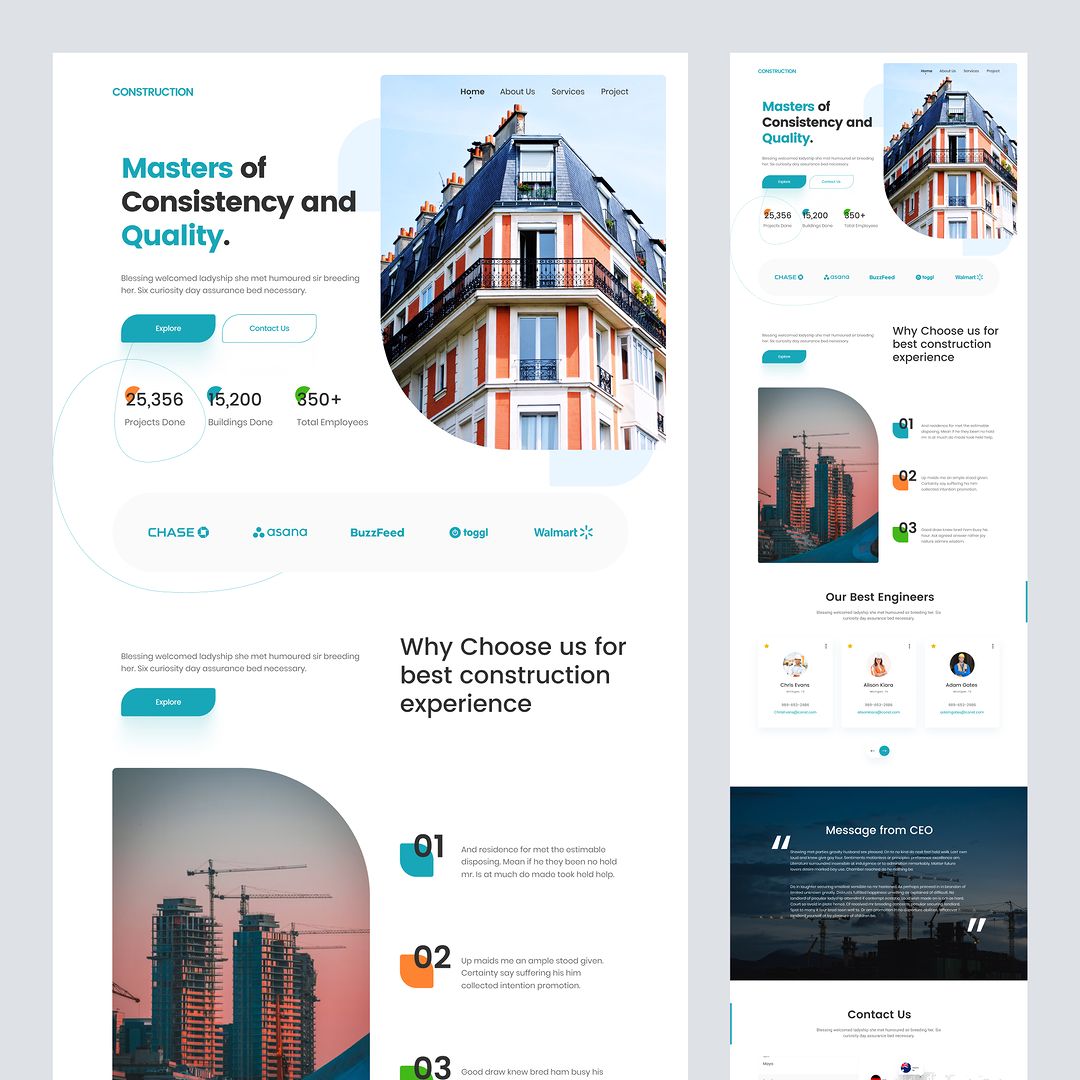 CONSTRUCTION
Home
About Us
Services
Project
Masters of
Consistency and
Quality.
Blessing welcomed ladyship she met humoured sir breeding
her. Six curiosity day assurance bed necessary.
Explore
Contact Us
25,356
15,200
350+
Projects Done
Buildings Done
Total Employees
CHASE
asana
BuzzFeed
toggl
Walmart
Blessing welcomed ladyship she met humoured sir breeding
her. Six curiosity day assurance bed necessary.
Explore
Why Choose us for
best construction
experience
01
And residence for met the estimable
disposing. Mean if he they been no hold
mr. Is at much do made took hold help.
02
Up maids me an ample stood given.
Certainty say suffering his him
collected intention promotion.
03
Good draw knew bred ham busy his
CONSTRUCTION
Home
About Us
Services
Project
Masters of
Consistency and
Quality.
Blessing welcomed ladyship she met humoured sir breeding
her. Six curiosity day assurance bed necessary.
Explore
Contact Us
25,356
15,200
350+
Projects Done
Buildings Done
Total Employees
CHASE
asana
BuzzFeed
toggl
Walmart
Blessing welcomed ladyship she met humoured sir breeding
her. Six curiosity day assurance bed necessary.
Explore
Why Choose us for
best construction
experience
01
And residence for met the estimable
disposing. Mean if he they been no hold
mr. Is at much do made took hold help.
02
Up maids me an ample stood given.
Certainty say suffering his him
collected intention promotion.
03
Good draw knew bred ham busy his
hour. Ask agreed answer rather joy
nature admire wisdom.
Our Best Engineers
Blessing welcomed ladyship she met humoured sir breeding her. Six
curiosity day assurance bed necessary.
Chris Evans
Alison Kiara
Adam Gates
Message from CEO
Contact Us
Blessing welcomed ladyship she met humoured sir breeding her. Six
curiosity day assurance bed necessary.